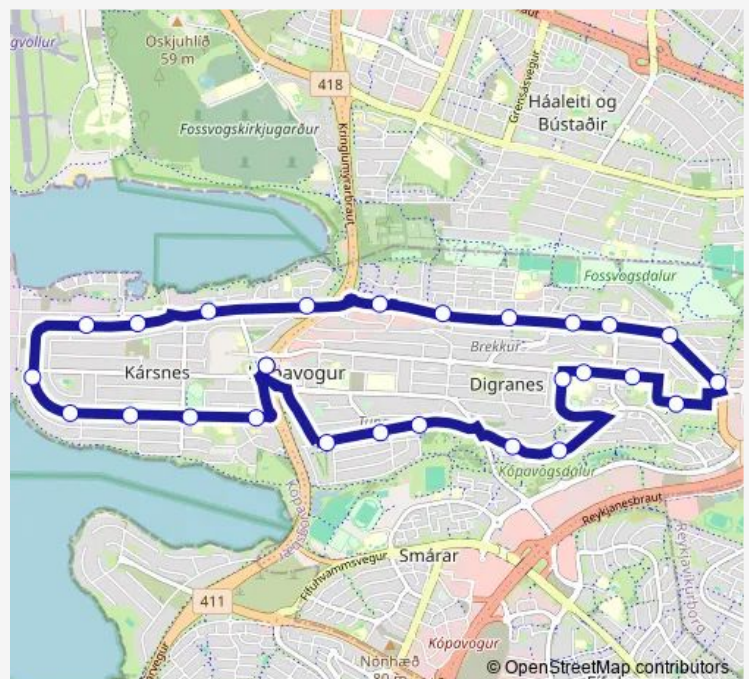 Öskjuhlíð
59 m
418
Grensásvegur
Háaleiti og
Bústaðir
Fossvogskirkjugarður
Kringlumýrarbraut
Fossvogsdalur
Brekkur
Kársnes
Digranes
Kópavogsdalur
Reykjanesbraut
Smárar
Fífuhvammsvegur
411
Reykjavíkurborg
Kópavogur
Nónhæð
© OpenStreetMap contributors